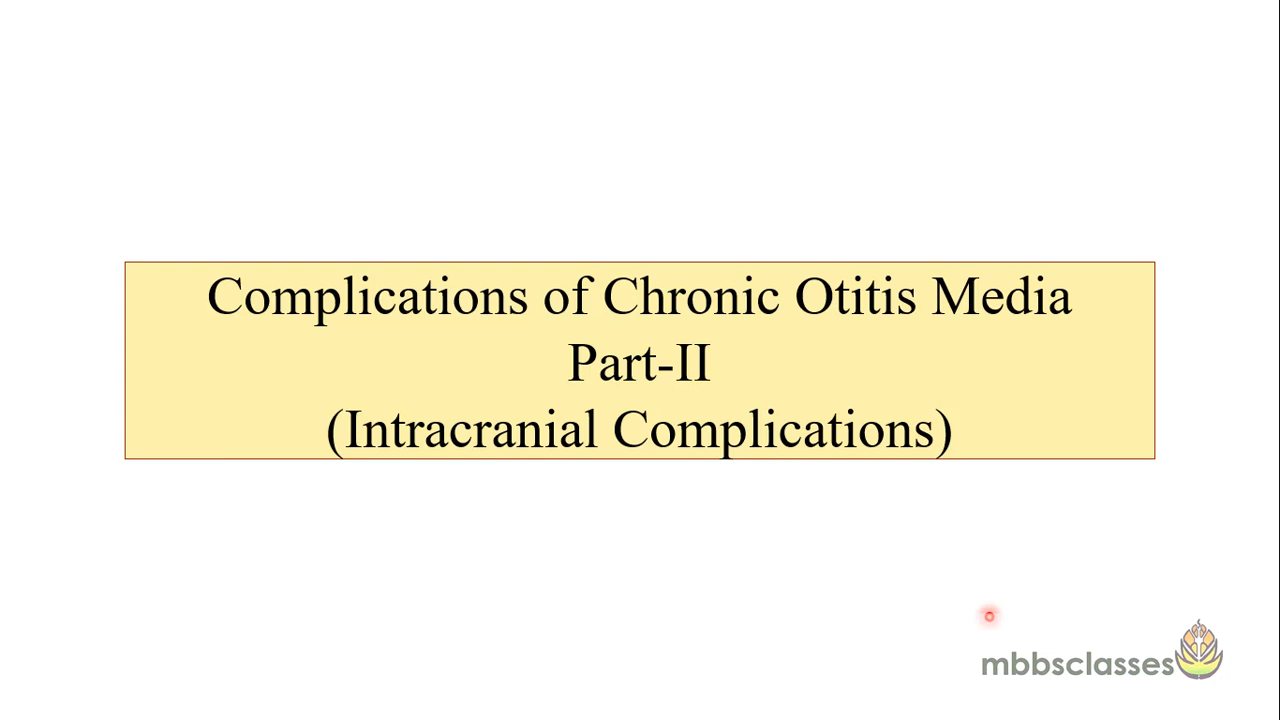 Complications of Chronic Otitis Media
Part-II
(Intracranial Complications)
mbbsclasses